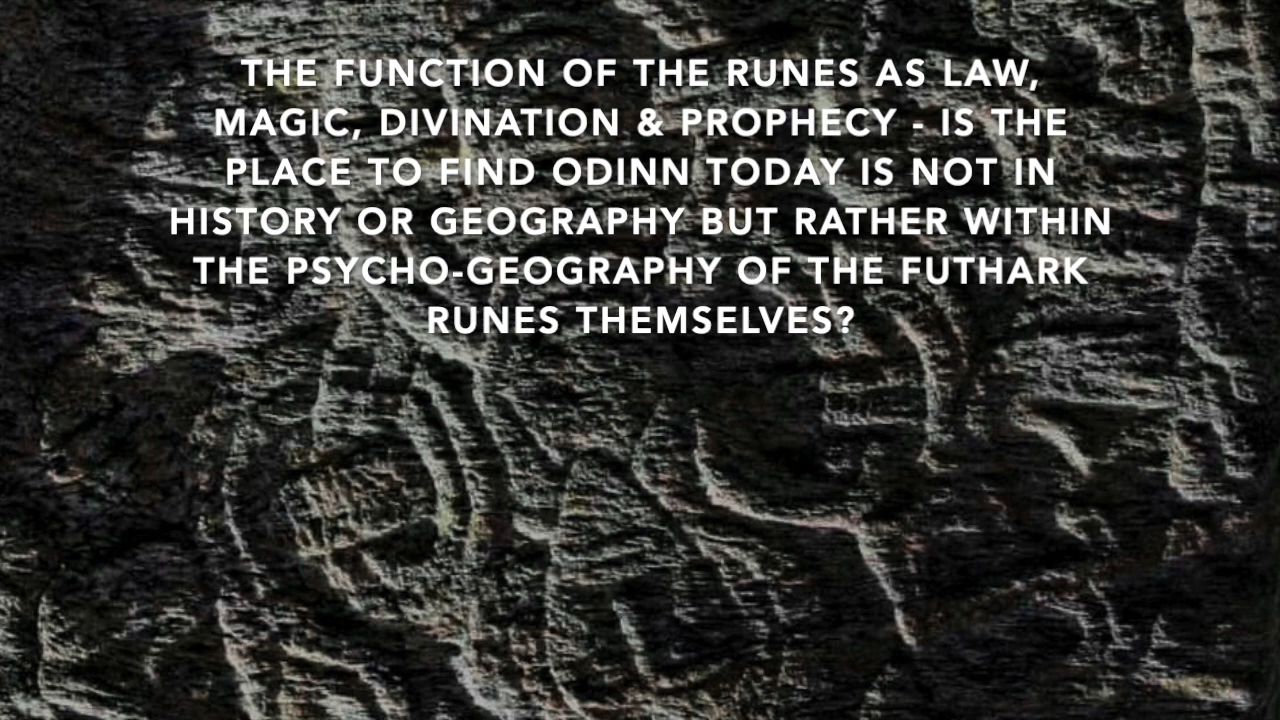 THE FUNCTION OF THE RUNES AS LAW,
MAGIC, DIVINATION & PROPHECY - IS THE
PLACE TO FIND ODINN TODAY IS NOT IN
HISTORY OR GEOGRAPHY BUT RATHER WITHIN
THE PSYCHO-GEOGRAPHY OF THE FUTHARK
RUNES THEMSELVES?